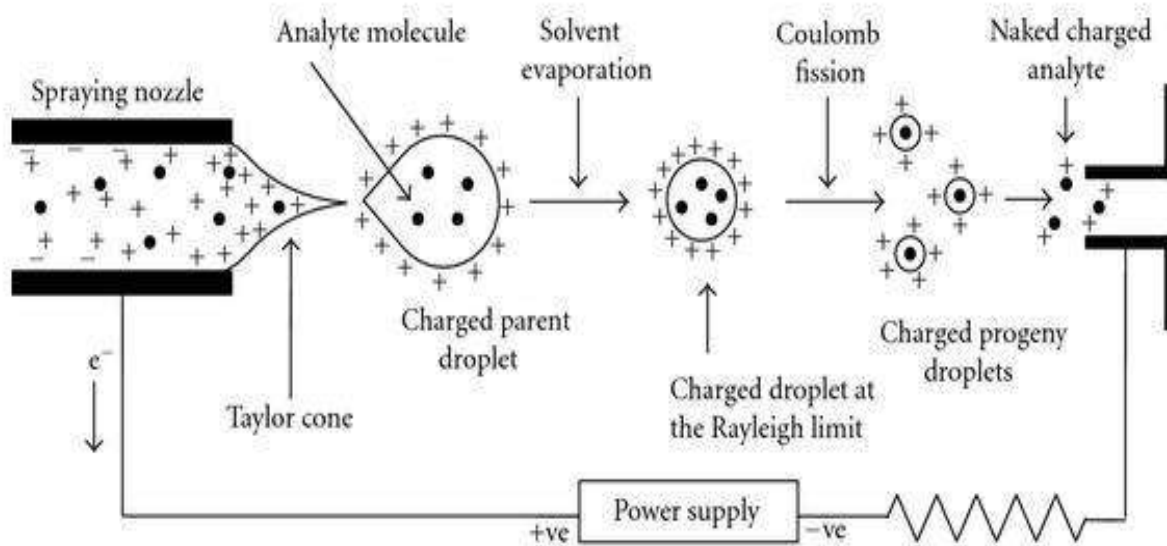 Analyte molecule
Solvent
evaporation
Coulomb
fission
Naked charged
analyte
Spraying nozzle
Charged parent
droplet
Charged progeny
droplets
e−
Taylor cone
Charged droplet at
the Rayleigh limit
+ve
Power supply
−ve